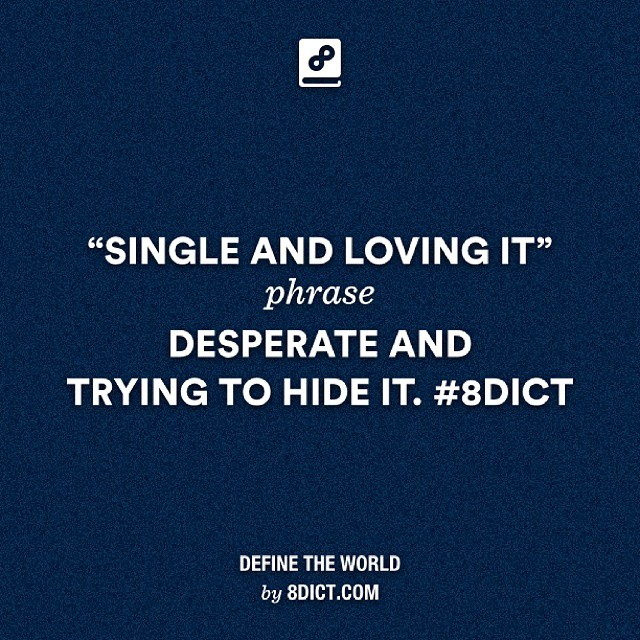 “SINGLE AND LOVING IT”
phrase
DESPERATE AND
TRYING TO HIDE IT. #8DICT
DEFINE THE WORLD
by 8DICT.COM